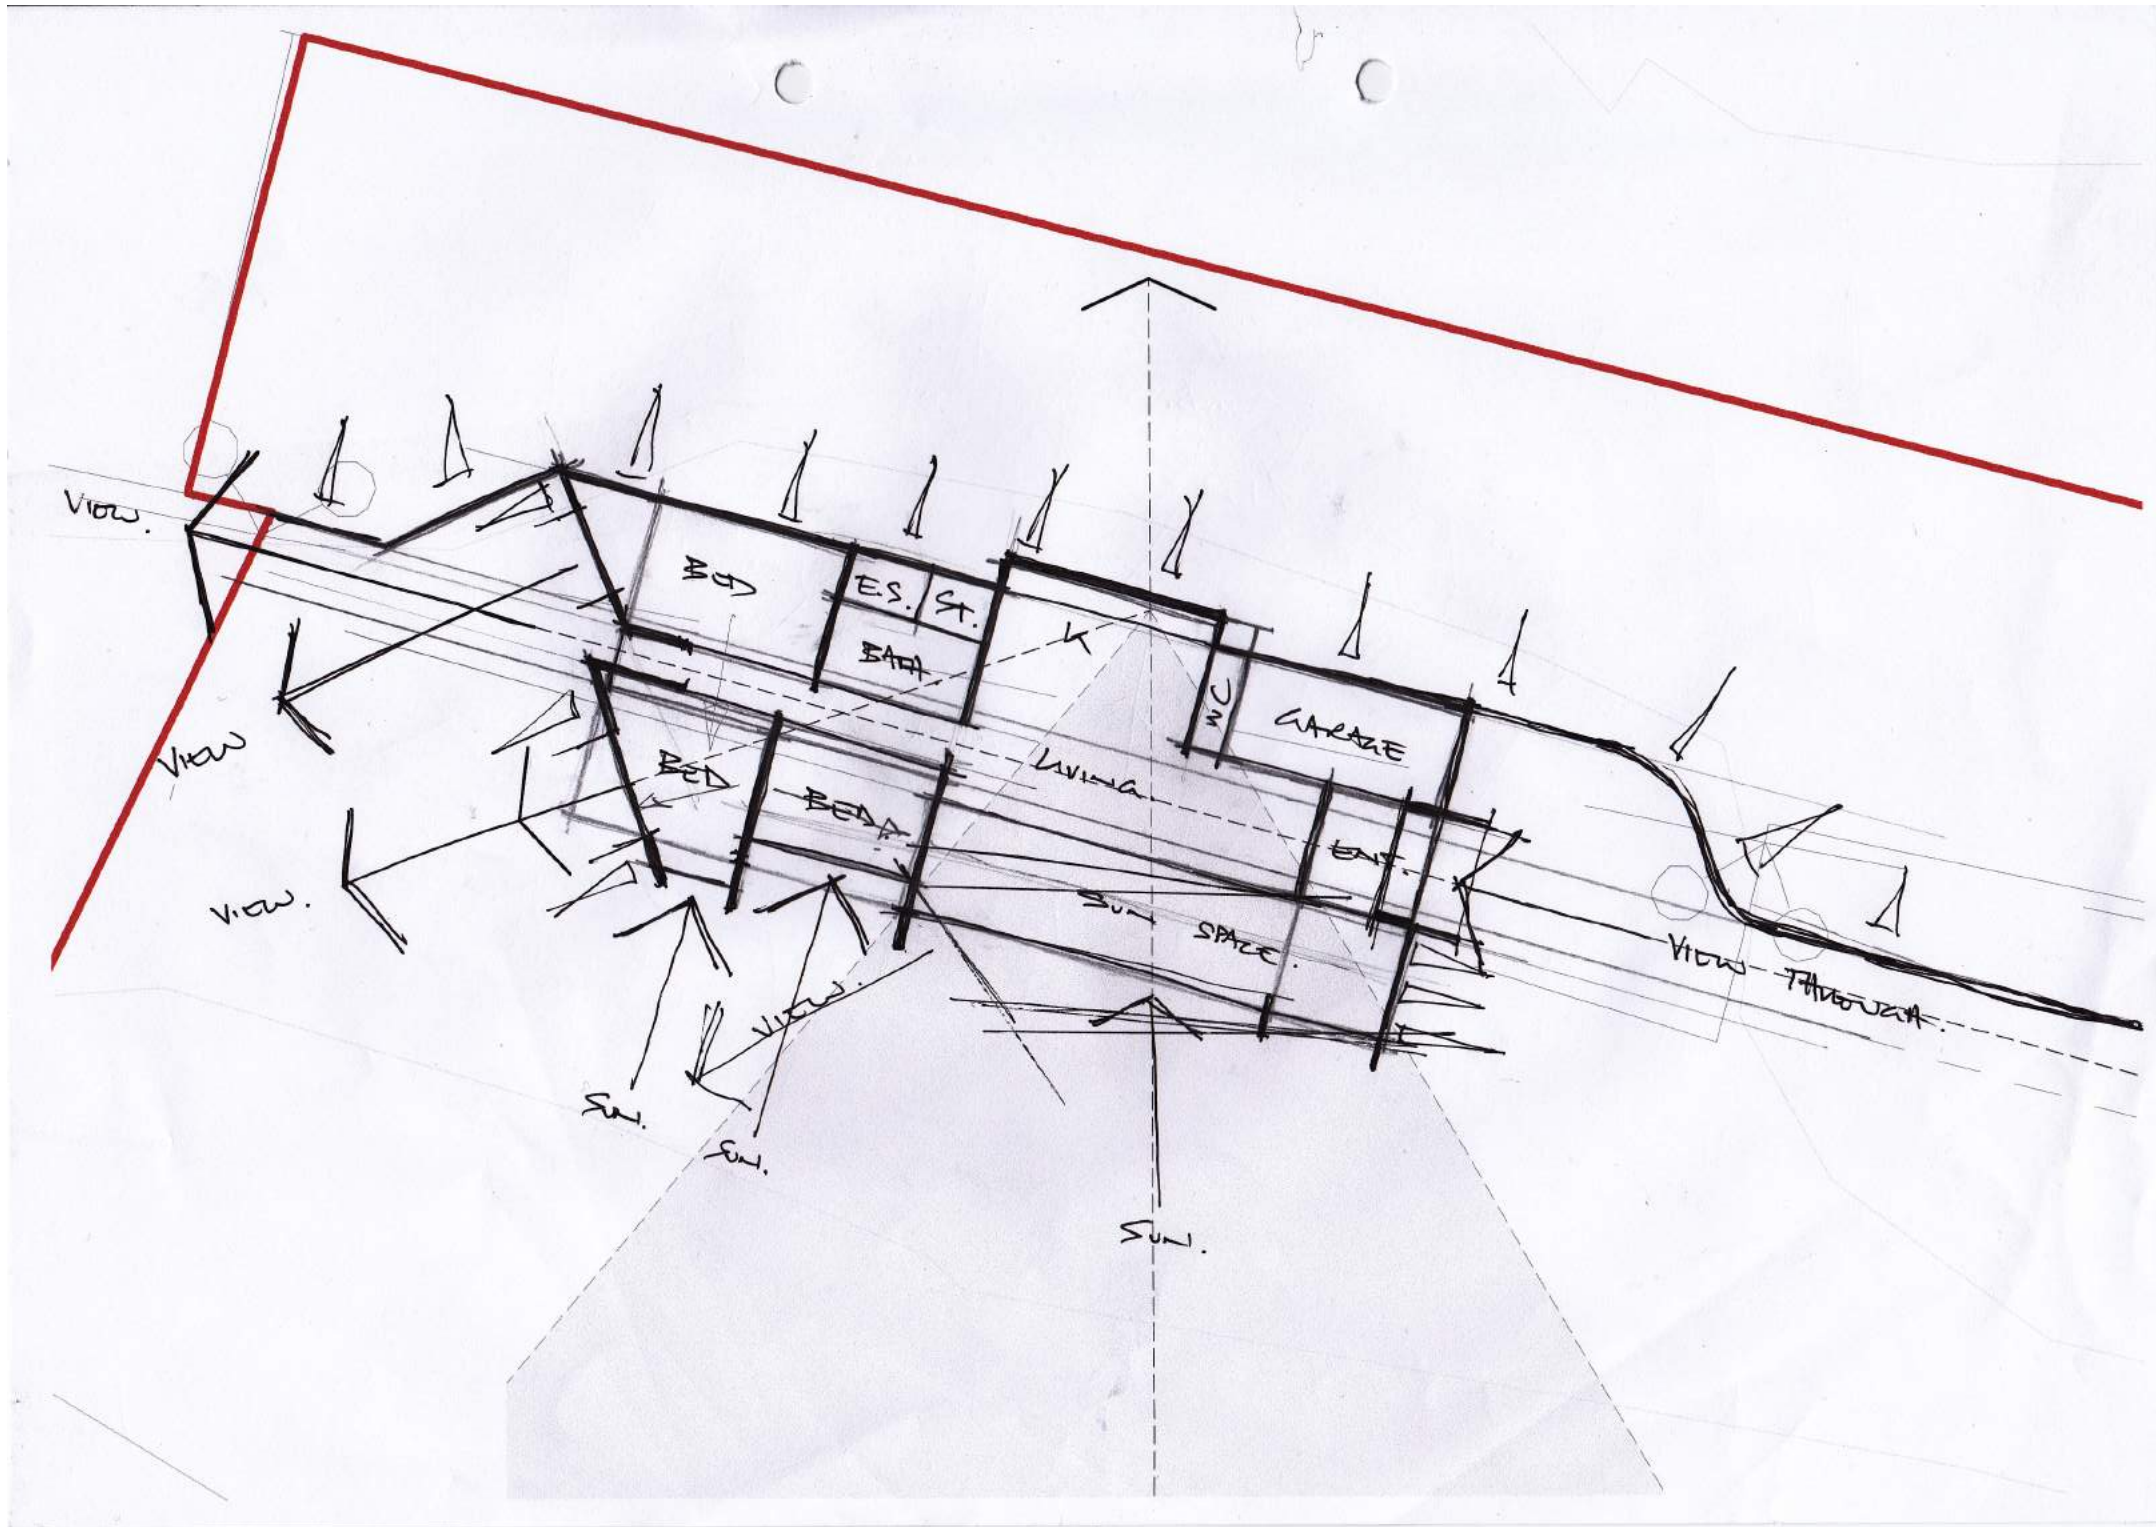 VIEW.
BED
E.S.
ST.
BATH.
K
WC
GARAGE
VIEW
BED
BED
LIVING
ENT.
VIEW.
SUN
SPACE.
VIEW THROUGH.
VIEW.
SUN.
SUN.
SUN.